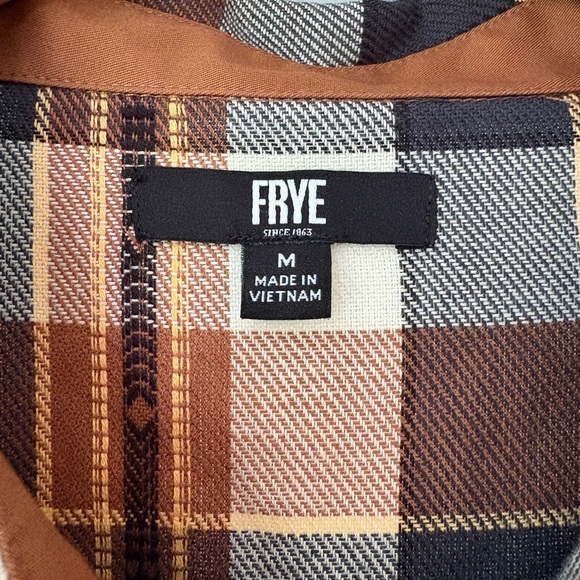 FRYE
SINCE 1863
M
MADE IN
VIETNAM